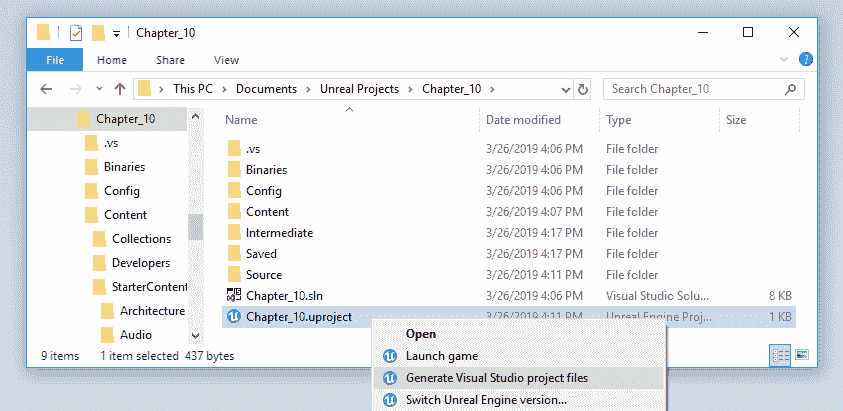 Chapter_10
File Home Share View
This PC Documents Unreal Projects Chapter_10 Search Chapter_10
Chapter_10
.vs
Binaries
Config
Content
Collections
Developers
StarterContent
Architecture
Audio
Name Date modified Type Size
.vs 3/26/2019 4:06 PM File folder
Binaries 3/26/2019 4:06 PM File folder
Config 3/26/2019 4:06 PM File folder
Content 3/26/2019 4:07 PM File folder
Intermediate 3/26/2019 4:17 PM File folder
Saved 3/26/2019 4:17 PM File folder
Source 3/26/2019 4:11 PM File folder
Chapter_10.sln 3/26/2019 4:06 PM Visual Studio Solu... 8 KB
Chapter_10.uproject 3/26/2019 4:11 PM Unreal Engine Proj... 1 KB
Open
Launch game
Generate Visual Studio project files
Switch Unreal Engine version...
9 items 1 item selected 437 bytes